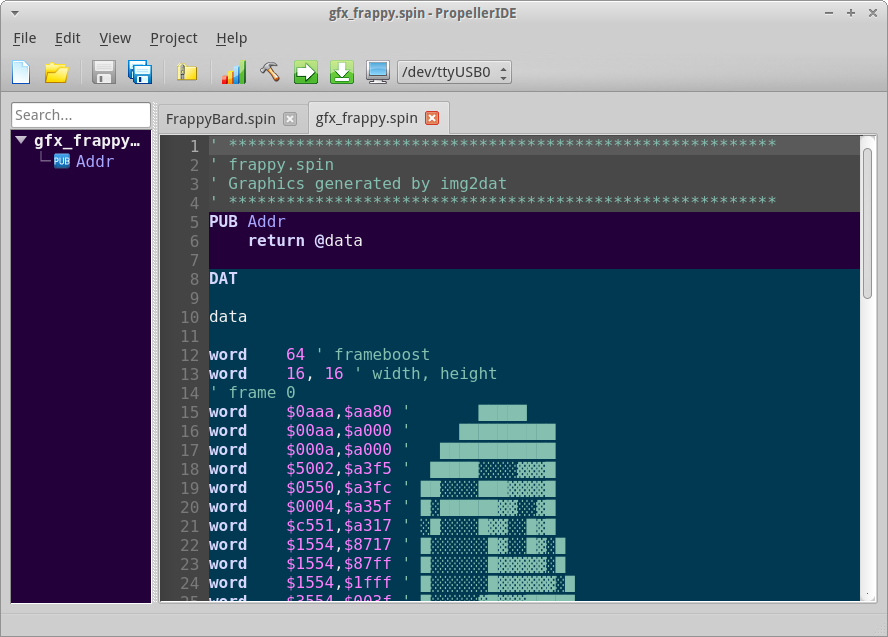 gfx_frappy.spin - PropellerIDE
File Edit View Project Help
/dev/ttyUSB0
Search...
FrappyBard.spin
gfx_frappy.spin
gfx_frappy...
PUB Addr
1 ' *********************************************************
2 ' frappy.spin
3 ' Graphics generated by img2dat
4 ' *********************************************************
5 PUB Addr
6 return @data
7
8 DAT
9
10 data
11
12 word 64 ' frameboost
13 word 16, 16 ' width, height
14 ' frame 0
15 word $0aaa,$aa80 '
16 word $00aa,$a000 '
17 word $000a,$a000 '
18 word $5002,$a3f5 '
19 word $0550,$a3fc '
20 word $0004,$a35f '
21 word $c551,$a317 '
22 word $1554,$8717 '
23 word $1554,$87ff '
24 word $1554,$1fff '
25 word $3554,$003f '